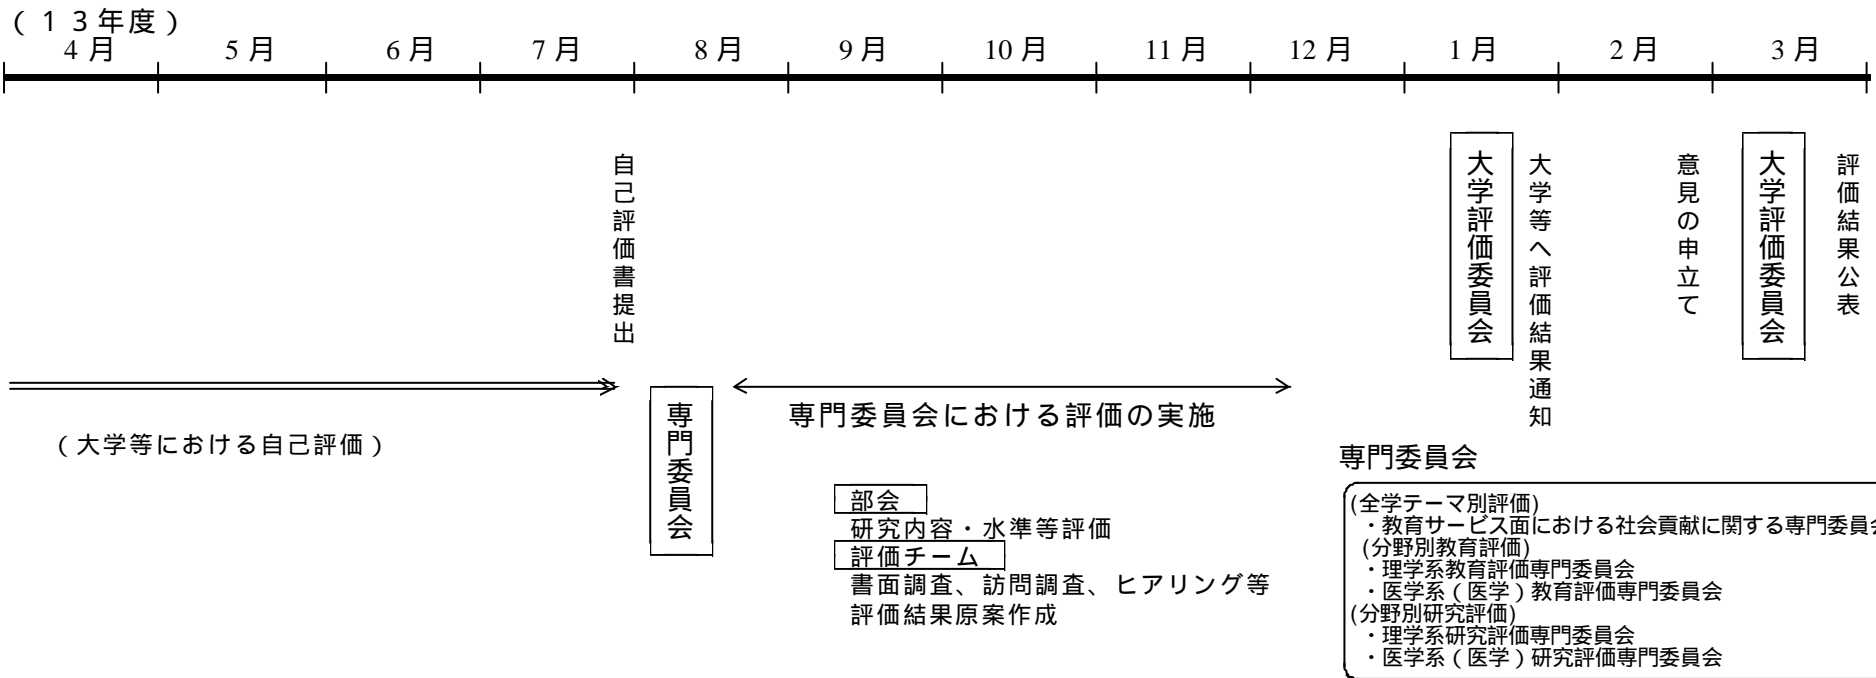 (１３年度)
4月 5月 6月 7月 8月 9月 10月 11月 12月 1月 2月 3月
自己評価書提出
大学評価委員会
大学等へ評価結果通知
意見の申立て
大学評価委員会
評価結果公表
(大学等における自己評価)
専門委員会
専門委員会における評価の実施
部会
研究内容・水準等評価
評価チーム
書面調査、訪問調査、ヒアリング等
評価結果原案作成
専門委員会
(全学テーマ別評価)
・教育サービス面における社会貢献に関する専門委員会
(分野別教育評価)
・理学系教育評価専門委員会
・医学系(医学)教育評価専門委員会
(分野別研究評価)
・理学系研究評価専門委員会
・医学系(医学)研究評価専門委員会